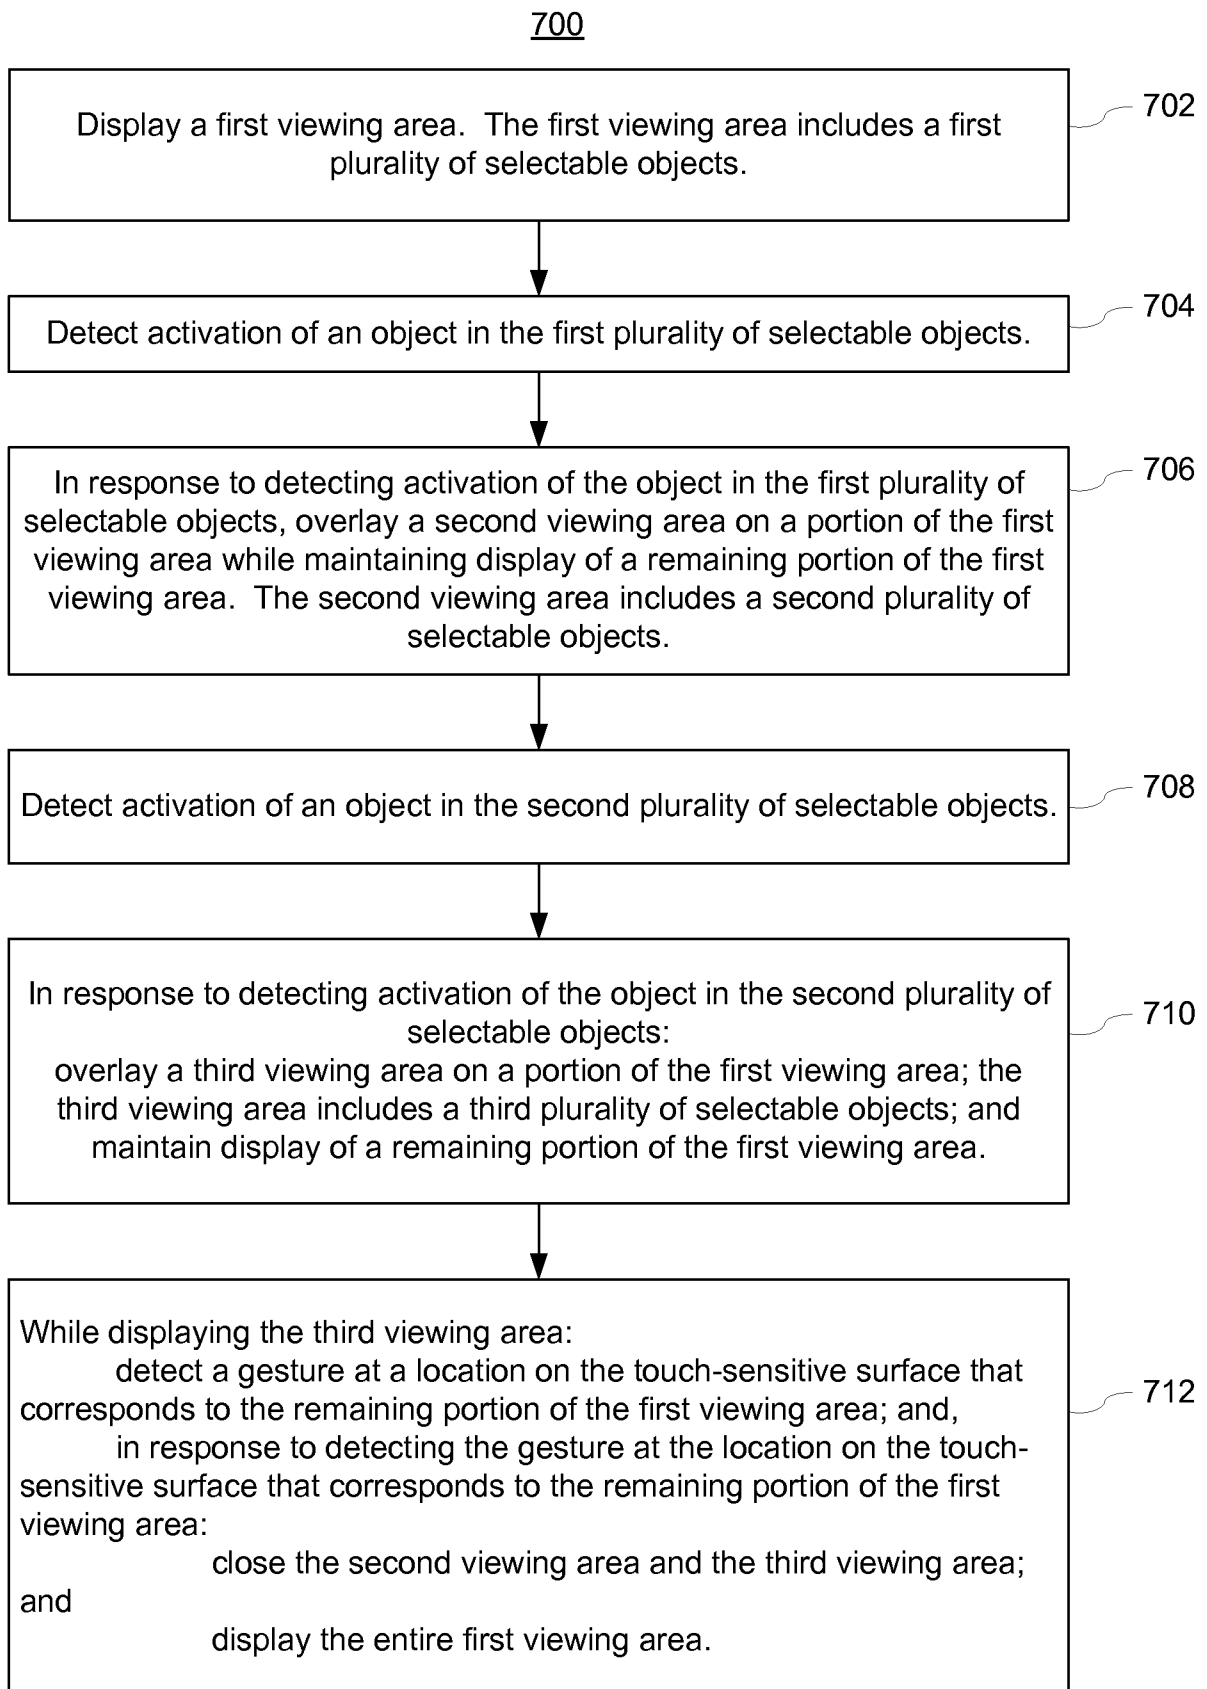 700
Display a first viewing area. The first viewing area includes a first
plurality of selectable objects.
702
Detect activation of an object in the first plurality of selectable objects.
704
In response to detecting activation of the object in the first plurality of
selectable objects, overlay a second viewing area on a portion of the first
viewing area while maintaining display of a remaining portion of the first
viewing area. The second viewing area includes a second plurality of
selectable objects.
706
Detect activation of an object in the second plurality of selectable objects.
708
In response to detecting activation of the object in the second plurality of
selectable objects:
overlay a third viewing area on a portion of the first viewing area; the
third viewing area includes a third plurality of selectable objects; and
maintain display of a remaining portion of the first viewing area.
710
While displaying the third viewing area:
detect a gesture at a location on the touch-sensitive surface that
corresponds to the remaining portion of the first viewing area; and,
in response to detecting the gesture at the location on the touch-
sensitive surface that corresponds to the remaining portion of the first
viewing area:
close the second viewing area and the third viewing area;
and
display the entire first viewing area.
712